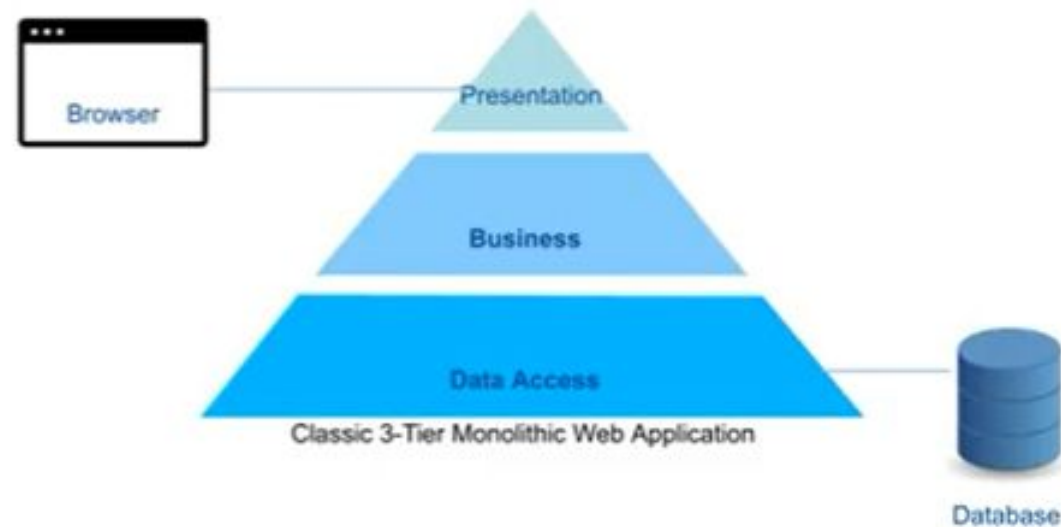 Browser
Presentation
Business
Data Access
Classic 3-Tier Monolithic Web Application
Database